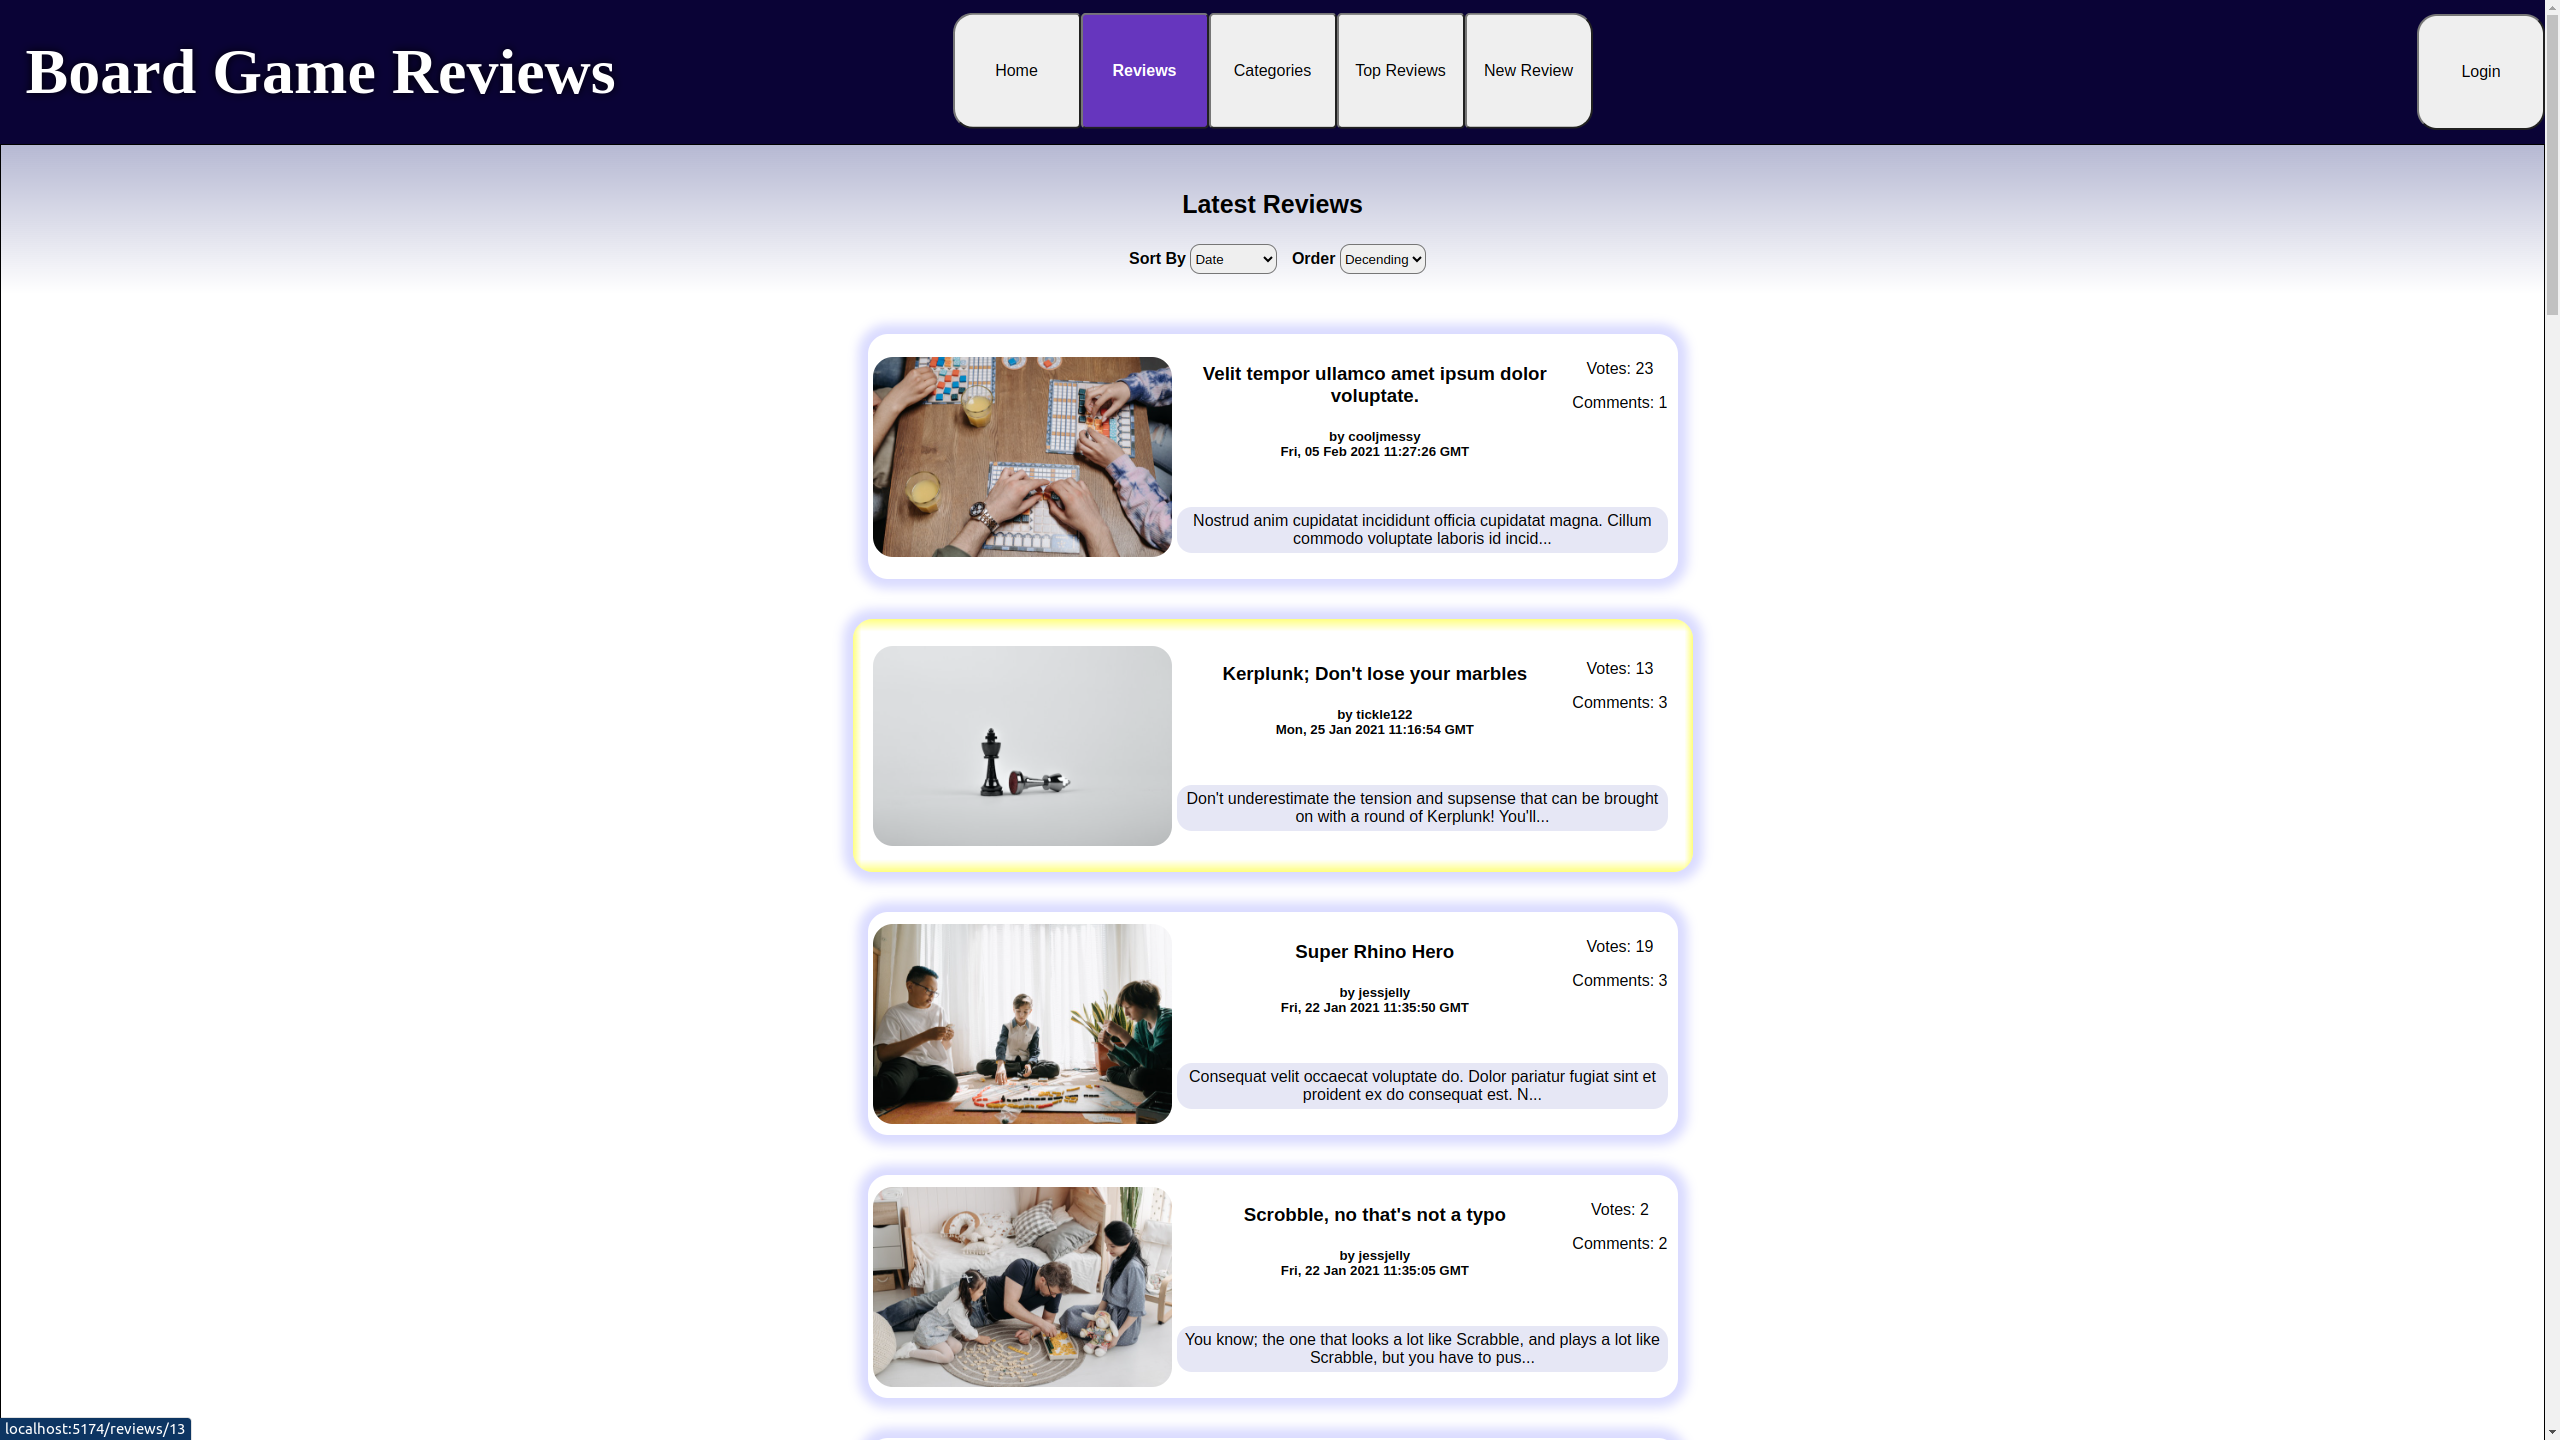 Board Game Reviews
Home
Reviews
Categories
Top Reviews
New Review
Login
Latest Reviews
Sort By Date Order Decending
Velit tempor ullamco amet ipsum dolor
voluptate.
by cooljmessy
Fri, 05 Feb 2021 11:27:26 GMT
Votes: 23
Comments: 1
Nostrud anim cupidatat incididunt officia cupidatat magna. Cillum
commodo voluptate laboris id incid...
Kerplunk; Don't lose your marbles
by tickle122
Mon, 25 Jan 2021 11:16:54 GMT
Votes: 13
Comments: 3
Don't underestimate the tension and supsense that can be brought
on with a round of Kerplunk! You'll...
Super Rhino Hero
by jessjelly
Fri, 22 Jan 2021 11:35:50 GMT
Votes: 19
Comments: 3
Consequat velit occaecat voluptate do. Dolor pariatur fugiat sint et
proident ex do consequat est. N...
Scrobble, no that's not a typo
by jessjelly
Fri, 22 Jan 2021 11:35:05 GMT
Votes: 2
Comments: 2
You know; the one that looks a lot like Scrabble, and plays a lot like
Scrabble, but you have to pus...
localhost:5174/reviews/13